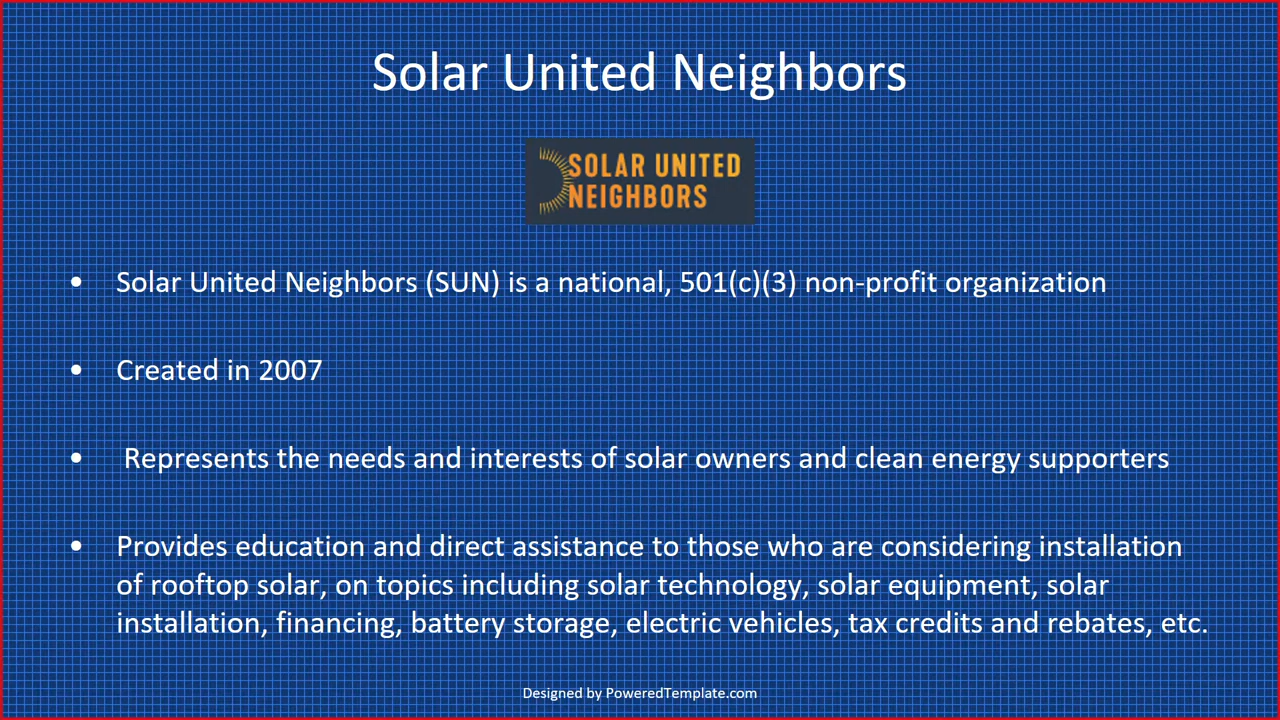 Solar United Neighbors
SOLAR UNITED
NEIGHBORS
• Solar United Neighbors (SUN) is a national, 501(c)(3) non-profit organization
• Created in 2007
• Represents the needs and interests of solar owners and clean energy supporters
• Provides education and direct assistance to those who are considering installation
of rooftop solar, on topics including solar technology, solar equipment, solar
installation, financing, battery storage, electric vehicles, tax credits and rebates, etc.
Designed by PoweredTemplate.com